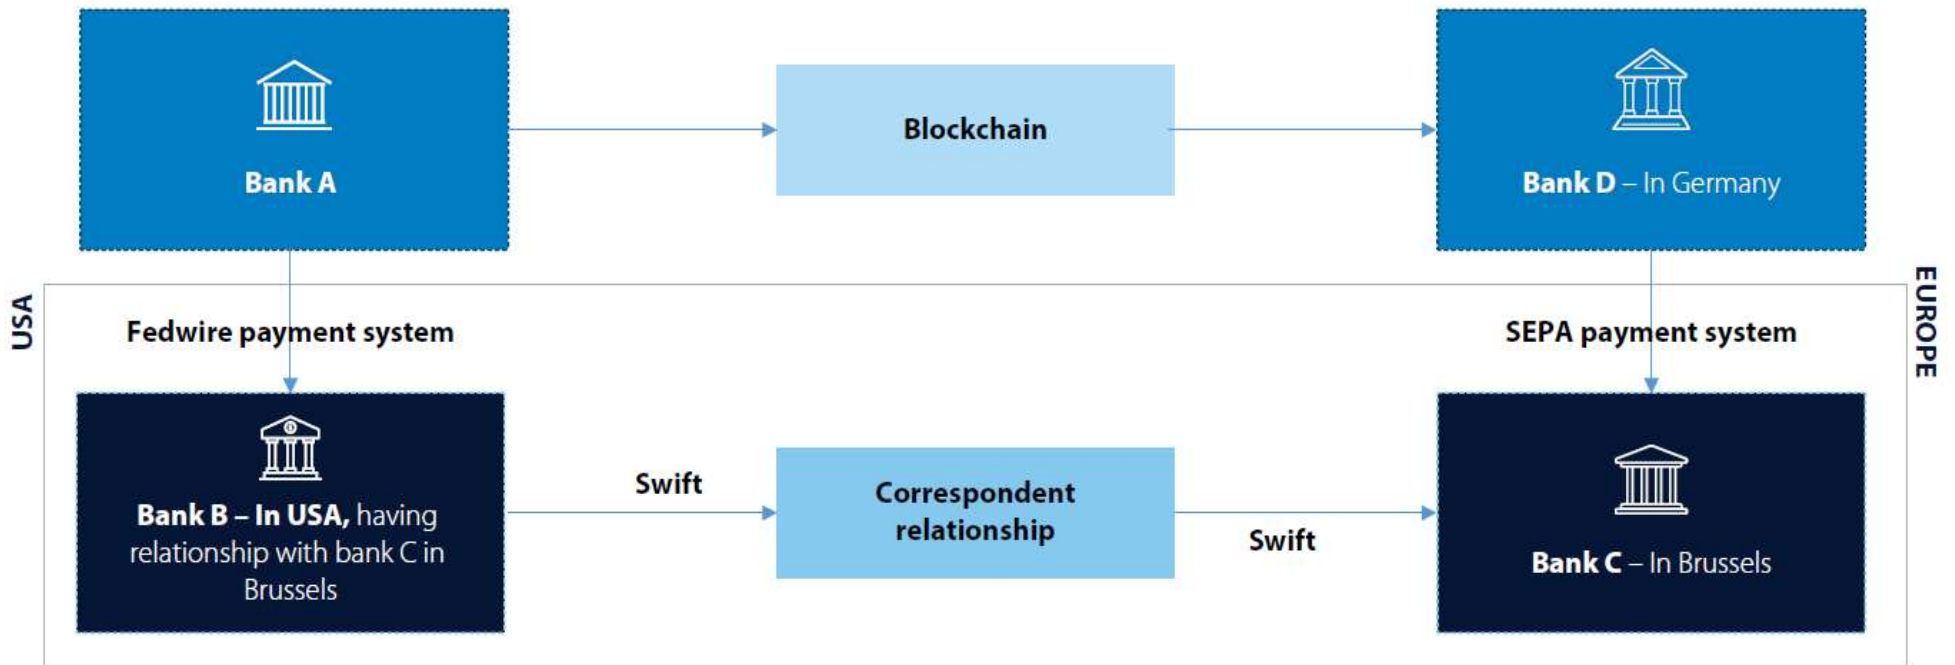 Bank A
Blockchain
Bank D – In Germany
USA
EUROPE
Fedwire payment system
SEPA payment system
Bank B – In USA, having
relationship with bank C in
Brussels
Swift
Correspondent
relationship
Swift
Bank C – In Brussels